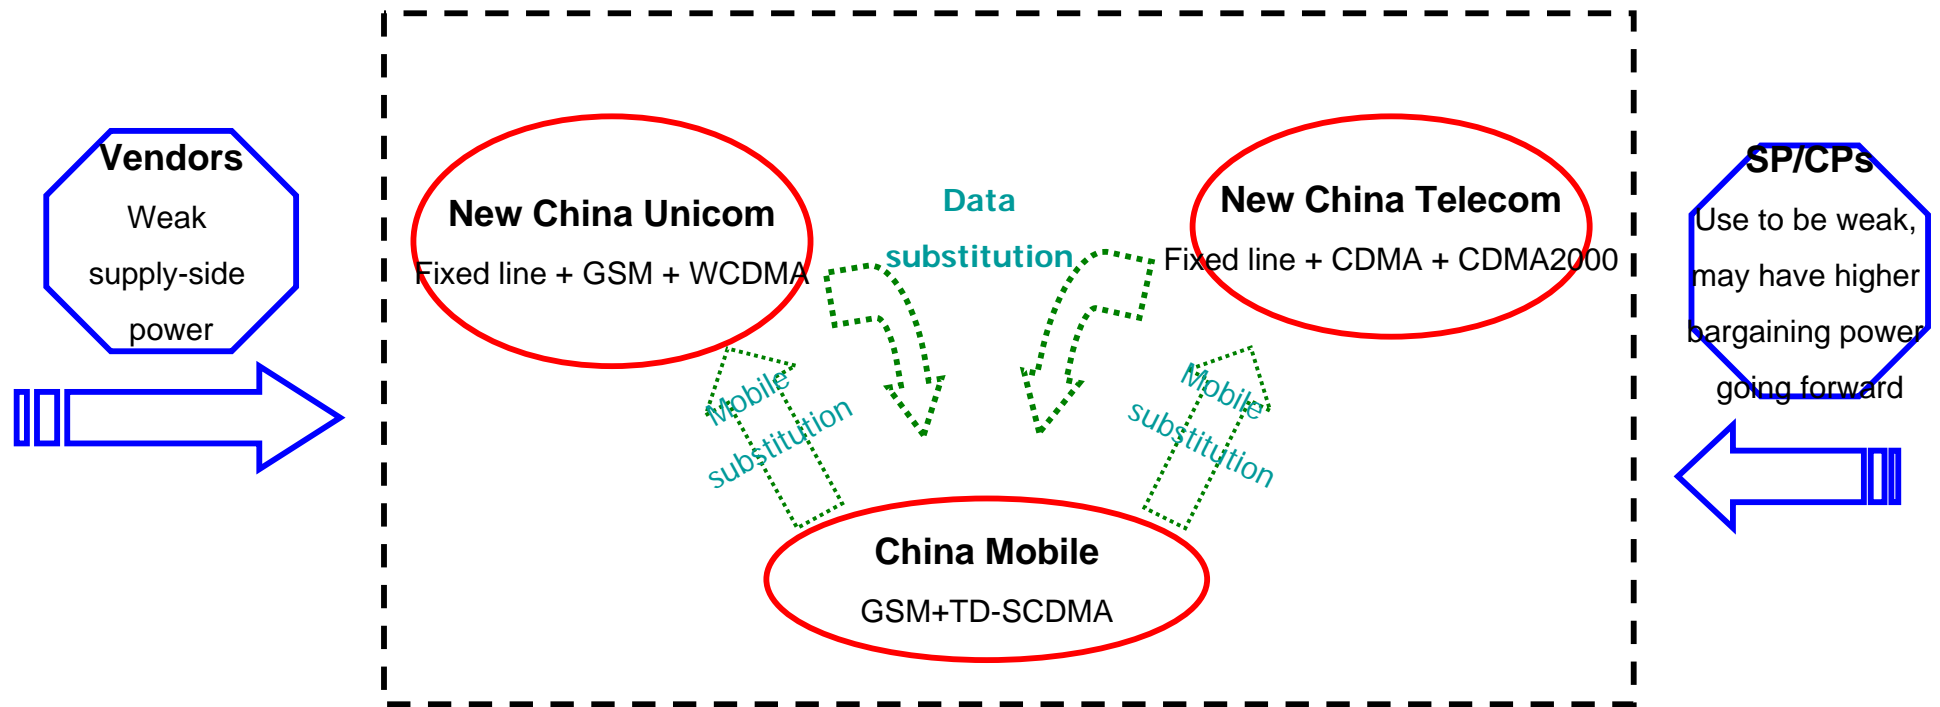 Vendors
Weak
supply-side
power
New China Unicom
Fixed line + GSM + WCDMA
Data
substitution
New China Telecom
Fixed line + CDMA + CDMA2000
SP/CPs
Use to be weak,
may have higher
bargaining power
going forward
Mobile
substitution
Mobile
substitution
China Mobile
GSM+TD-SCDMA